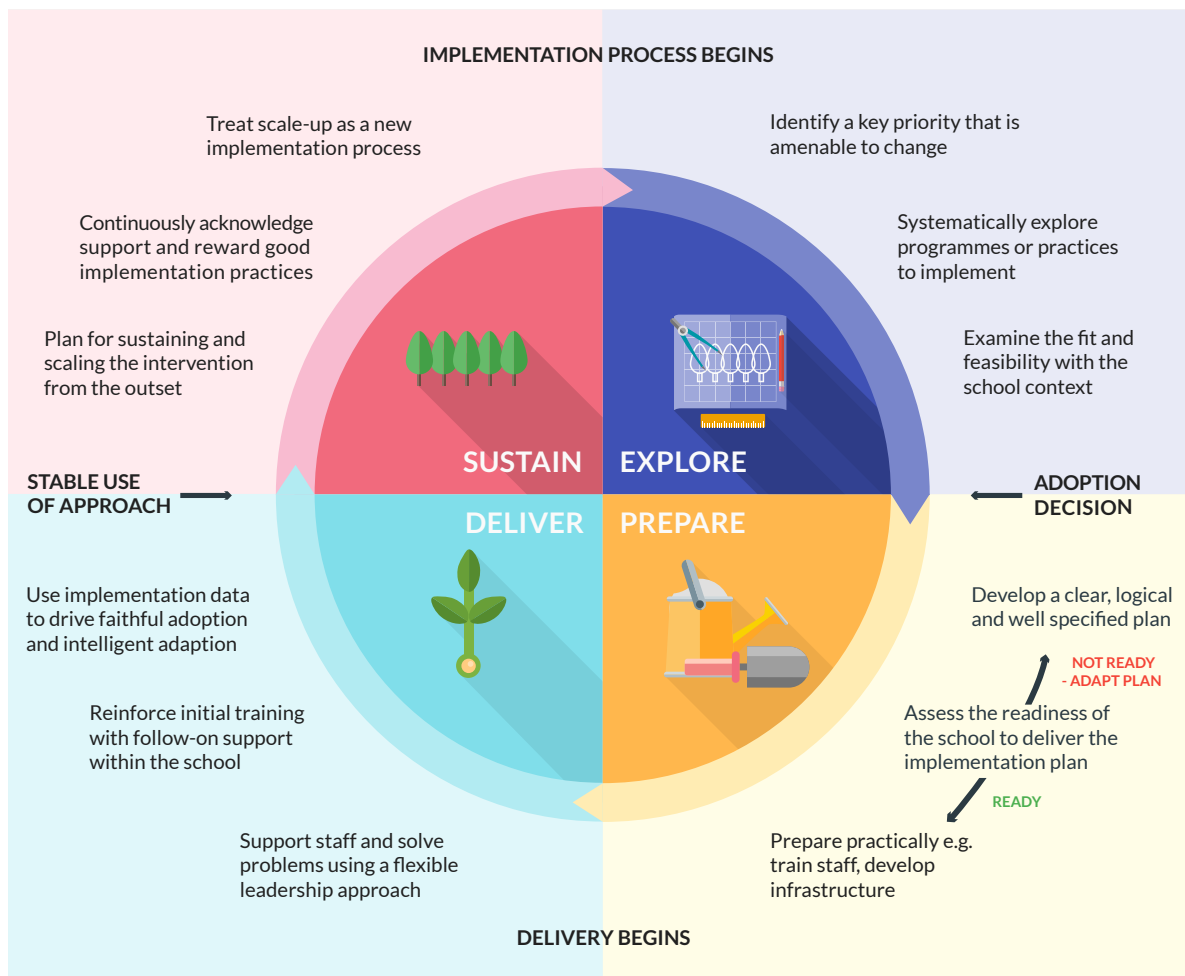 IMPLEMENTATION PROCESS BEGINS
Identify a key priority that is
amenable to change
Systematically explore
programmes or practices
to implement
Examine the fit and
feasibility with the
school context
EXPLORE
ADOPTION
DECISION
PREPARE
Develop a clear, logical
and well specified plan
NOT READY
- ADAPT PLAN
Assess the readiness of
the school to deliver the
implementation plan
READY
Prepare practically e.g.
train staff, develop
infrastructure
DELIVERY BEGINS
DELIVER
Support staff and solve
problems using a flexible
leadership approach
Reinforce initial training
with follow-on support
within the school
Use implementation data
to drive faithful adoption
and intelligent adaption
STABLE USE
OF APPROACH
SUSTAIN
Plan for sustaining and
scaling the intervention
from the outset
Continuously acknowledge
support and reward good
implementation practices
Treat scale-up as a new
implementation process